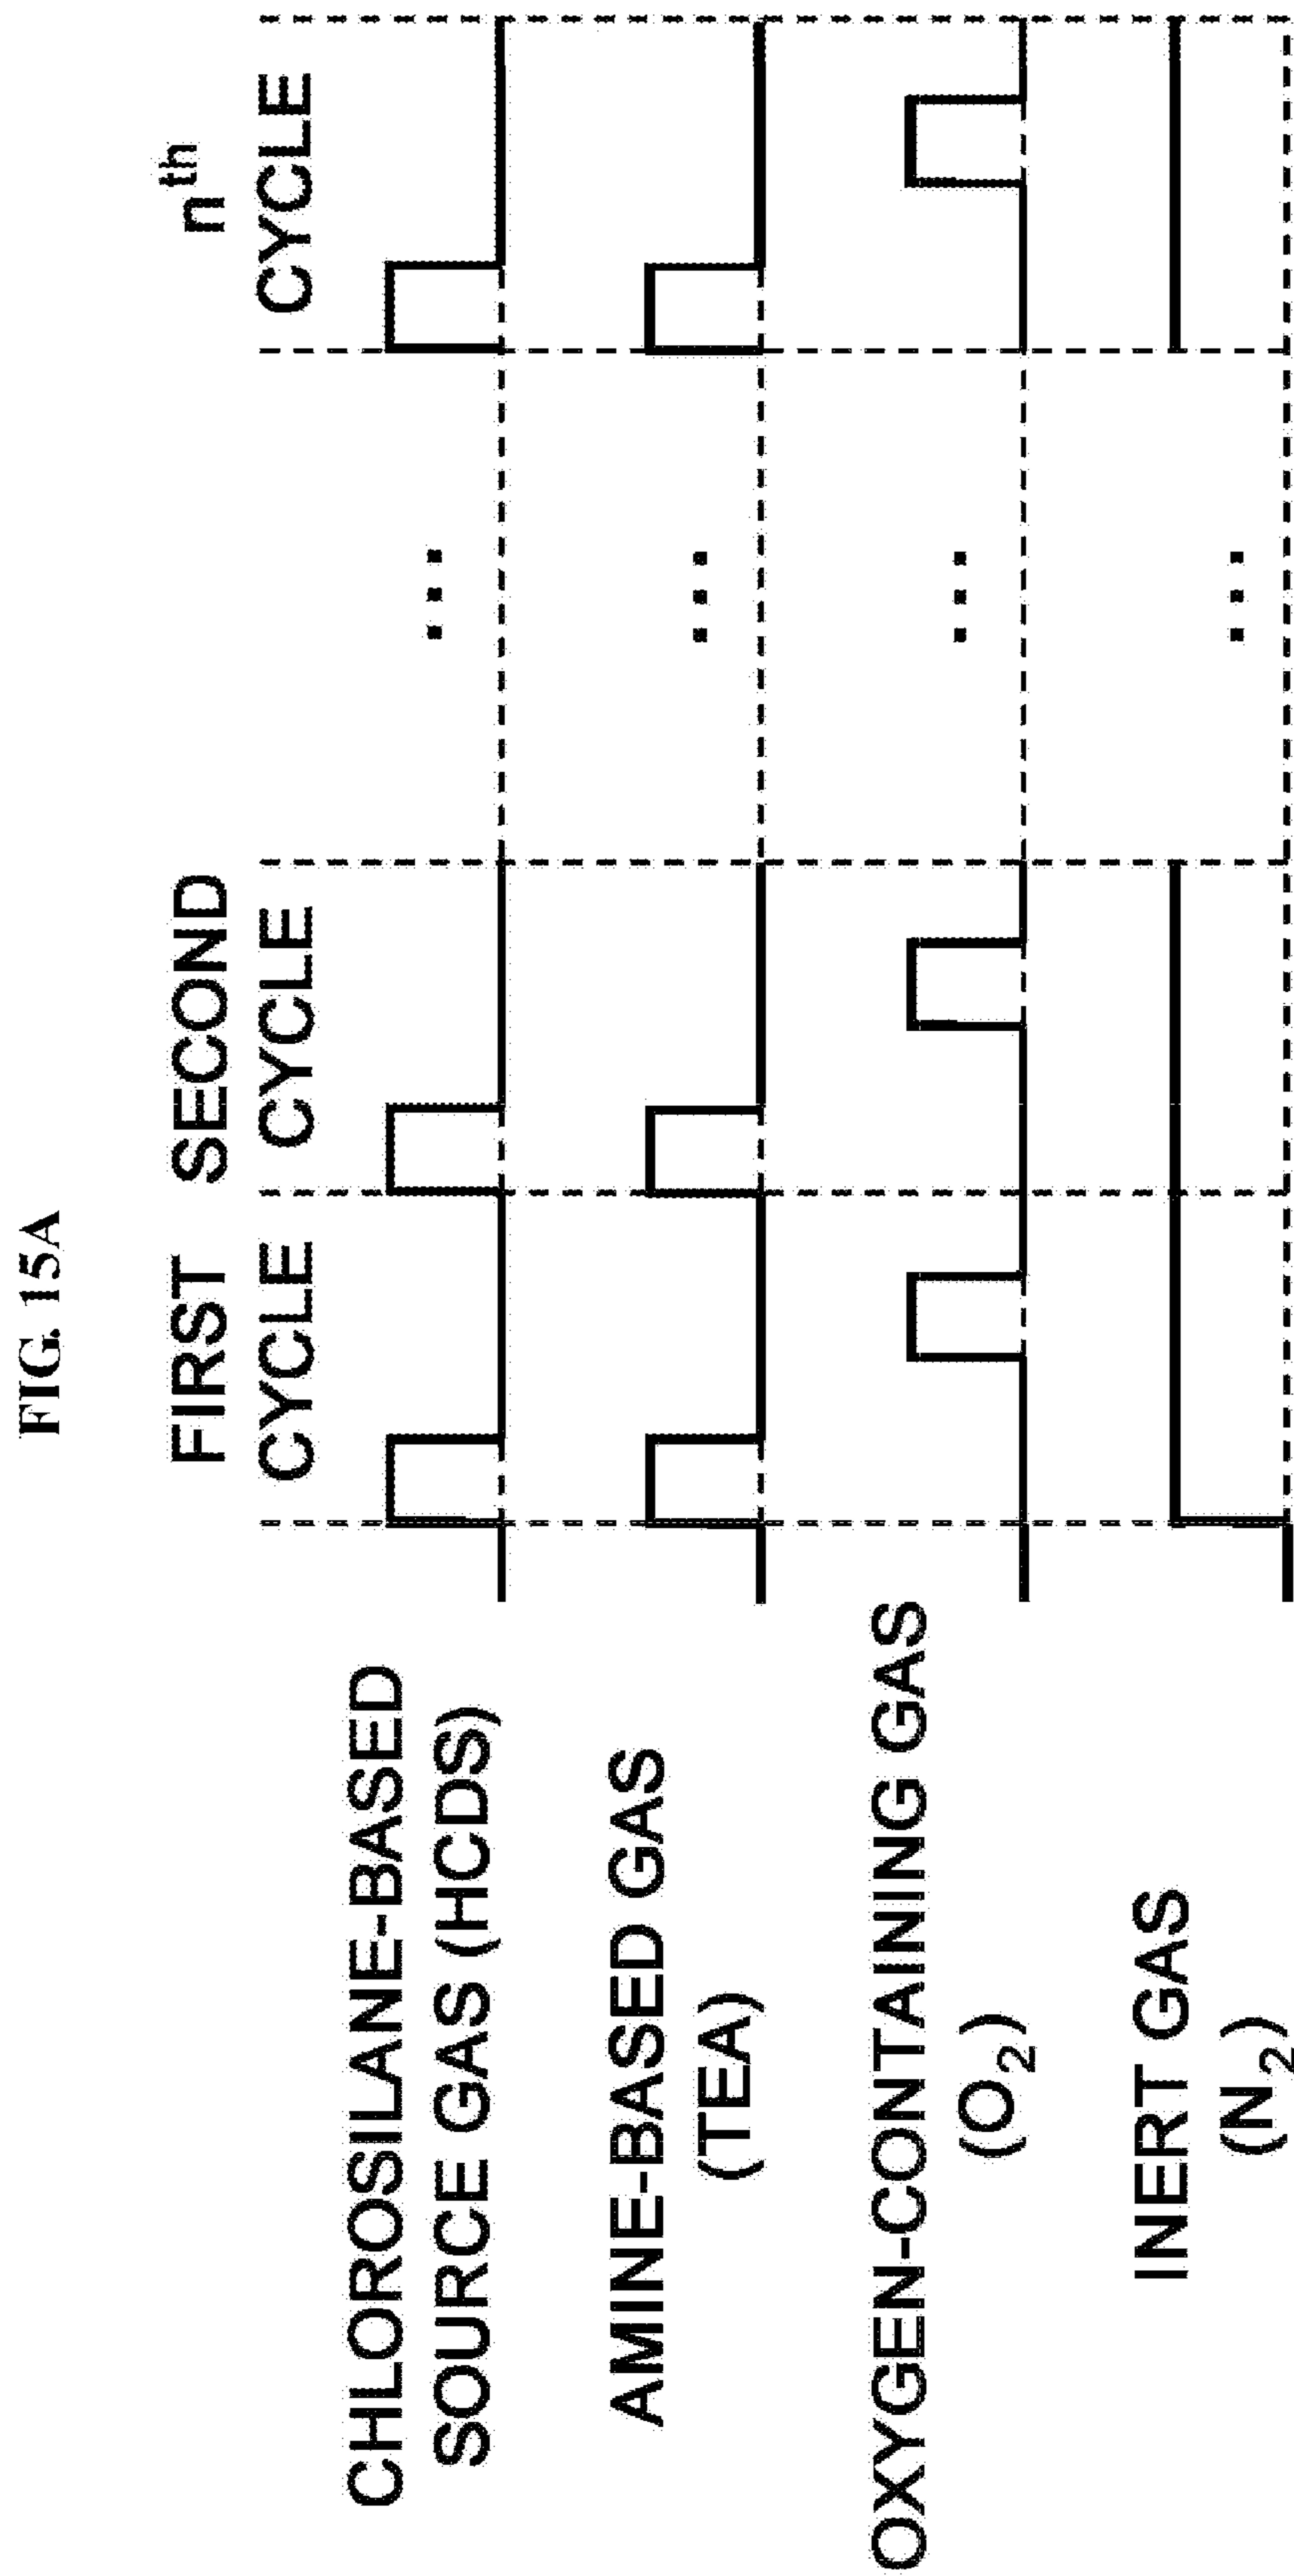 FIG. 15A
FIRST
CYCLE
SECOND
CYCLE
nth
CYCLE
CHLOROSILANE-BASED
SOURCE GAS (HCDS)
AMINE-BASED GAS
(TEA)
OXYGEN-CONTAINING GAS
(O2)
INERT GAS
(N2)